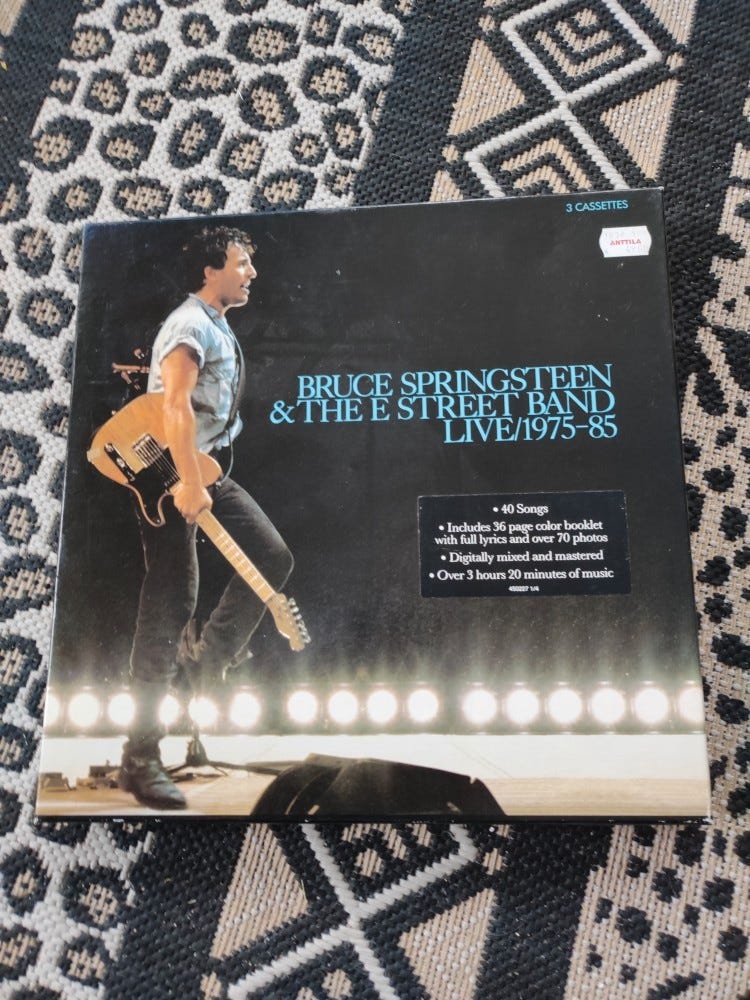 3 CASSETTES
ANTTILA
BRUCE SPRINGSTEEN
& THE E STREET BAND
LIVE/1975-85
• 40 Songs
• Includes 36 page color booklet
with full lyrics and over 70 photos
• Digitally mixed and mastered
• Over 3 hours 20 minutes of music
450227 1/4